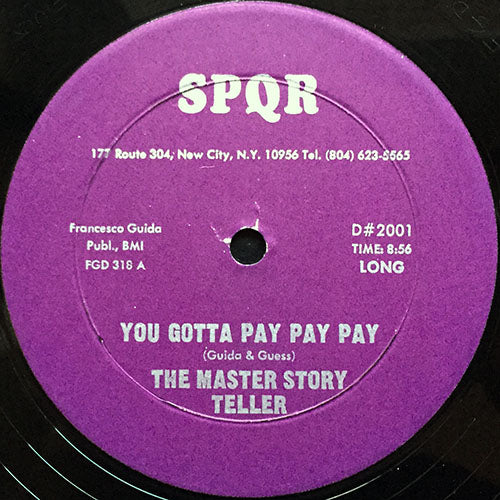 SPQR
177 Route 304, New City, N.Y. 10956 Tel. (804) 623-5565
Francesco Guida
Publ., BMI
FGD 318 A
D#2001
TIME: 8:56
LONG
YOU GOTTA PAY PAY PAY
(Guida & Guess)
THE MASTER STORY
TELLER